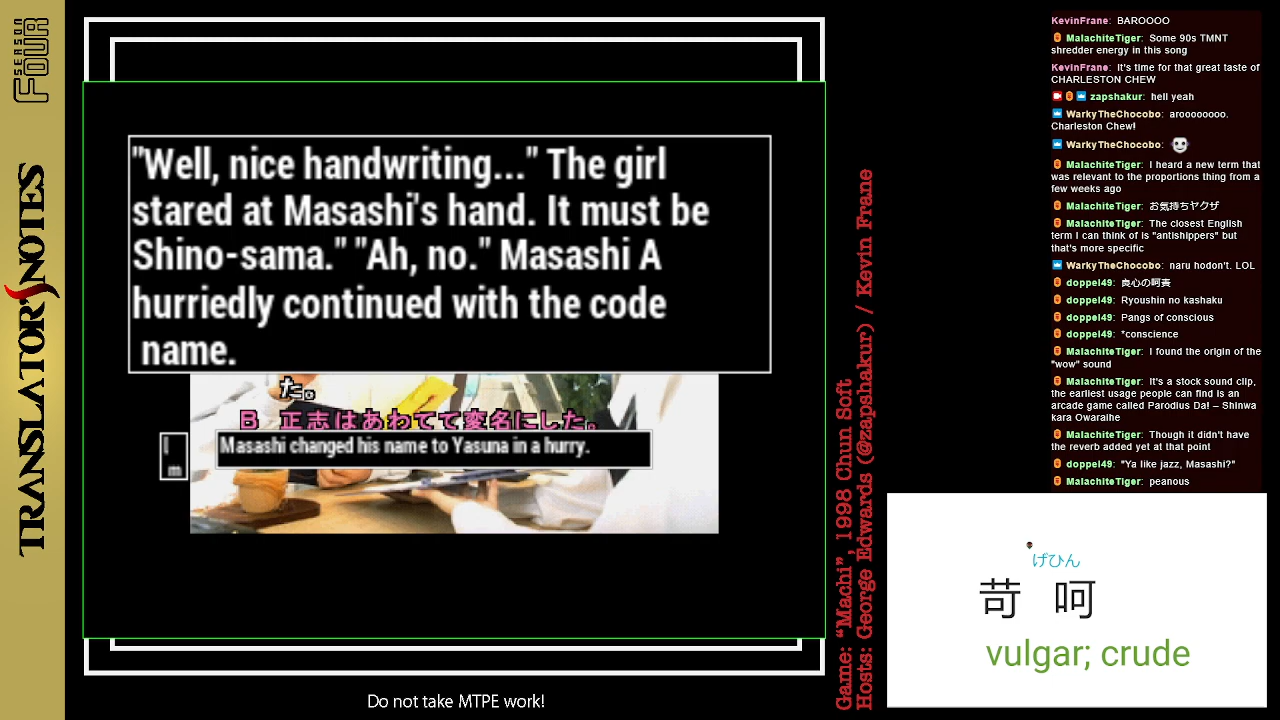 SEASON
FOUR
TRANSLATOR'S NOTES
"Well, nice handwriting..." The girl
stared at Masashi's hand. It must be
Shino-sama." "Ah, no." Masashi A
hurriedly continued with the code
name.
た。
B 正志はあわてて変名にした。
m
Masashi changed his name to Yasuna in a hurry.
Do not take MTPE work!
Game: “Machi”, 1998 Chun Soft
Hosts: George Edwards (@zapshakur) / Kevin Frane
KevinFrane: BAROOOO
MalachiteTiger: Some 90s TMNT
shredder energy in this song
KevinFrane: It's time for that great taste of
CHARLESTON CHEW
zapshakur: hell yeah
WarkyTheChocobo: aroooooooo.
Charleston Chew!
WarkyTheChocobo:
MalachiteTiger: I heard a new term that
was relevant to the proportions thing from a
few weeks ago
MalachiteTiger: お気持ちヤクザ
MalachiteTiger: The closest English
term I can think of is "antishippers" but
that's more specific
WarkyTheChocobo: naru hoodn't. LOL
doppel49: 良心の呵責
doppel49: Ryoushin no kashaku
doppel49: Pangs of conscious
doppel49: *conscience
MalachiteTiger: I found the origin of the
"wow" sound
MalachiteTiger: It's a stock sound clip,
the earliest usage people can find is an
arcade game called Parodius Da! – Shinwa
kara Owarabe
MalachiteTiger: Though it didn't have
the reverb added yet at that point
doppel49: "Ya like jazz, Masashi?"
MalachiteTiger: peanous
げひん
苛 呵
vulgar; crude